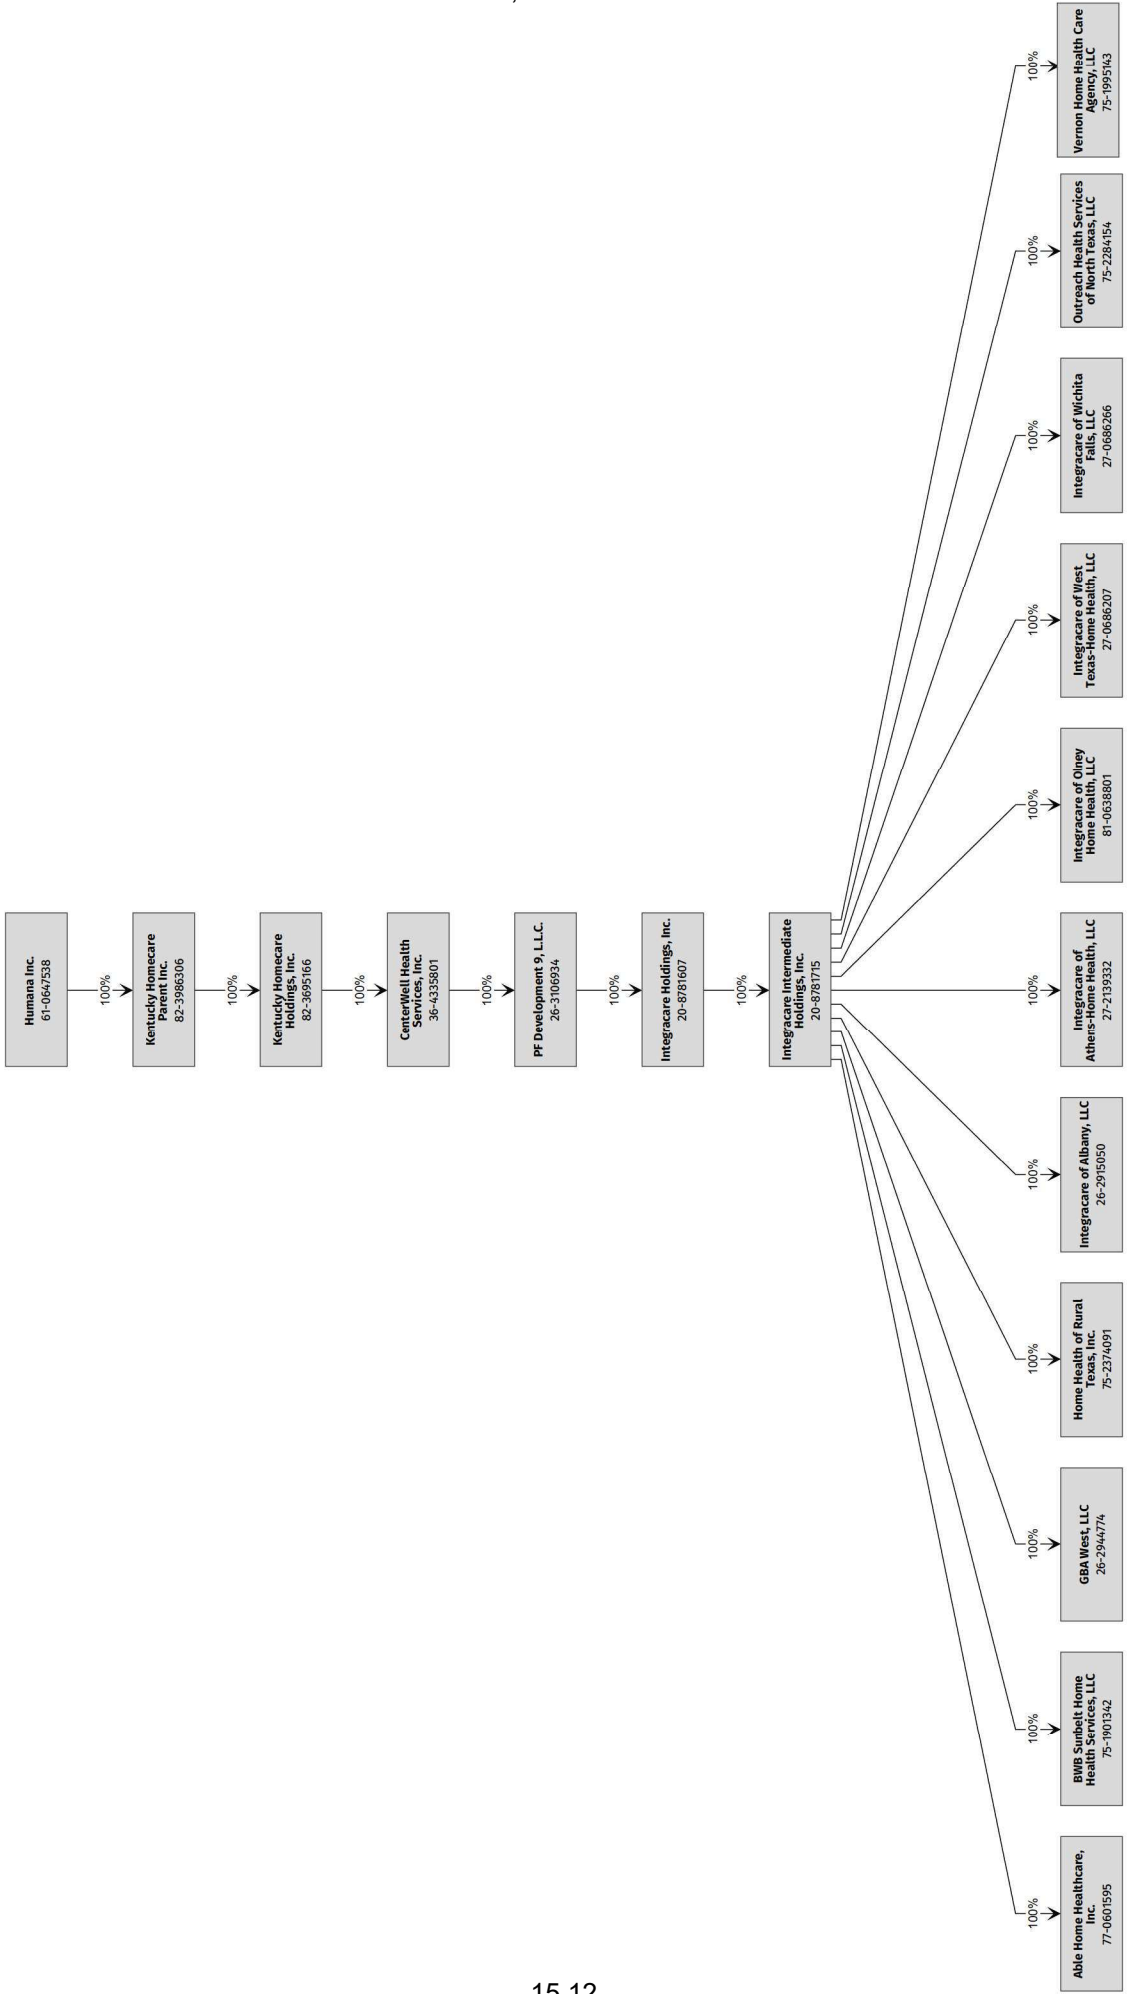 Humana Inc.
61-0647538
100%
Kentucky Homecare
Parent Inc.
82-3986306
100%
Kentucky Homecare
Holdings, Inc.
82-3695166
100%
CenterWell Health
Services, Inc.
36-4335801
100%
PF Development 9, L.L.C.
26-3106934
100%
Integracare Holdings, Inc.
20-8781607
100%
Integracare Intermediate
Holdings, Inc.
20-8781715
100%
100%
100%
100%
100%
100%
100%
100%
100%
100%
100%
Able Home Healthcare,
Inc.
77-0601595
BWB Sunbelt Home
Health Services, LLC
75-1901342
GBA West, LLC
26-2944774
Home Health of Rural
Texas, Inc.
75-2374091
Integracare of Albany, LLC
26-2915050
Integracare of
Athens-Home Health, LLC
27-2139332
Integracare of Olney
Home Health, LLC
81-0638801
Integracare of West
Texas-Home Health, LLC
27-0686207
Integracare of Wichita
Falls, LLC
27-0686266
Outreach Health Services
of North Texas, LLC
75-2284154
Vernon Home Health Care
Agency, LLC
75-1995143
15.12